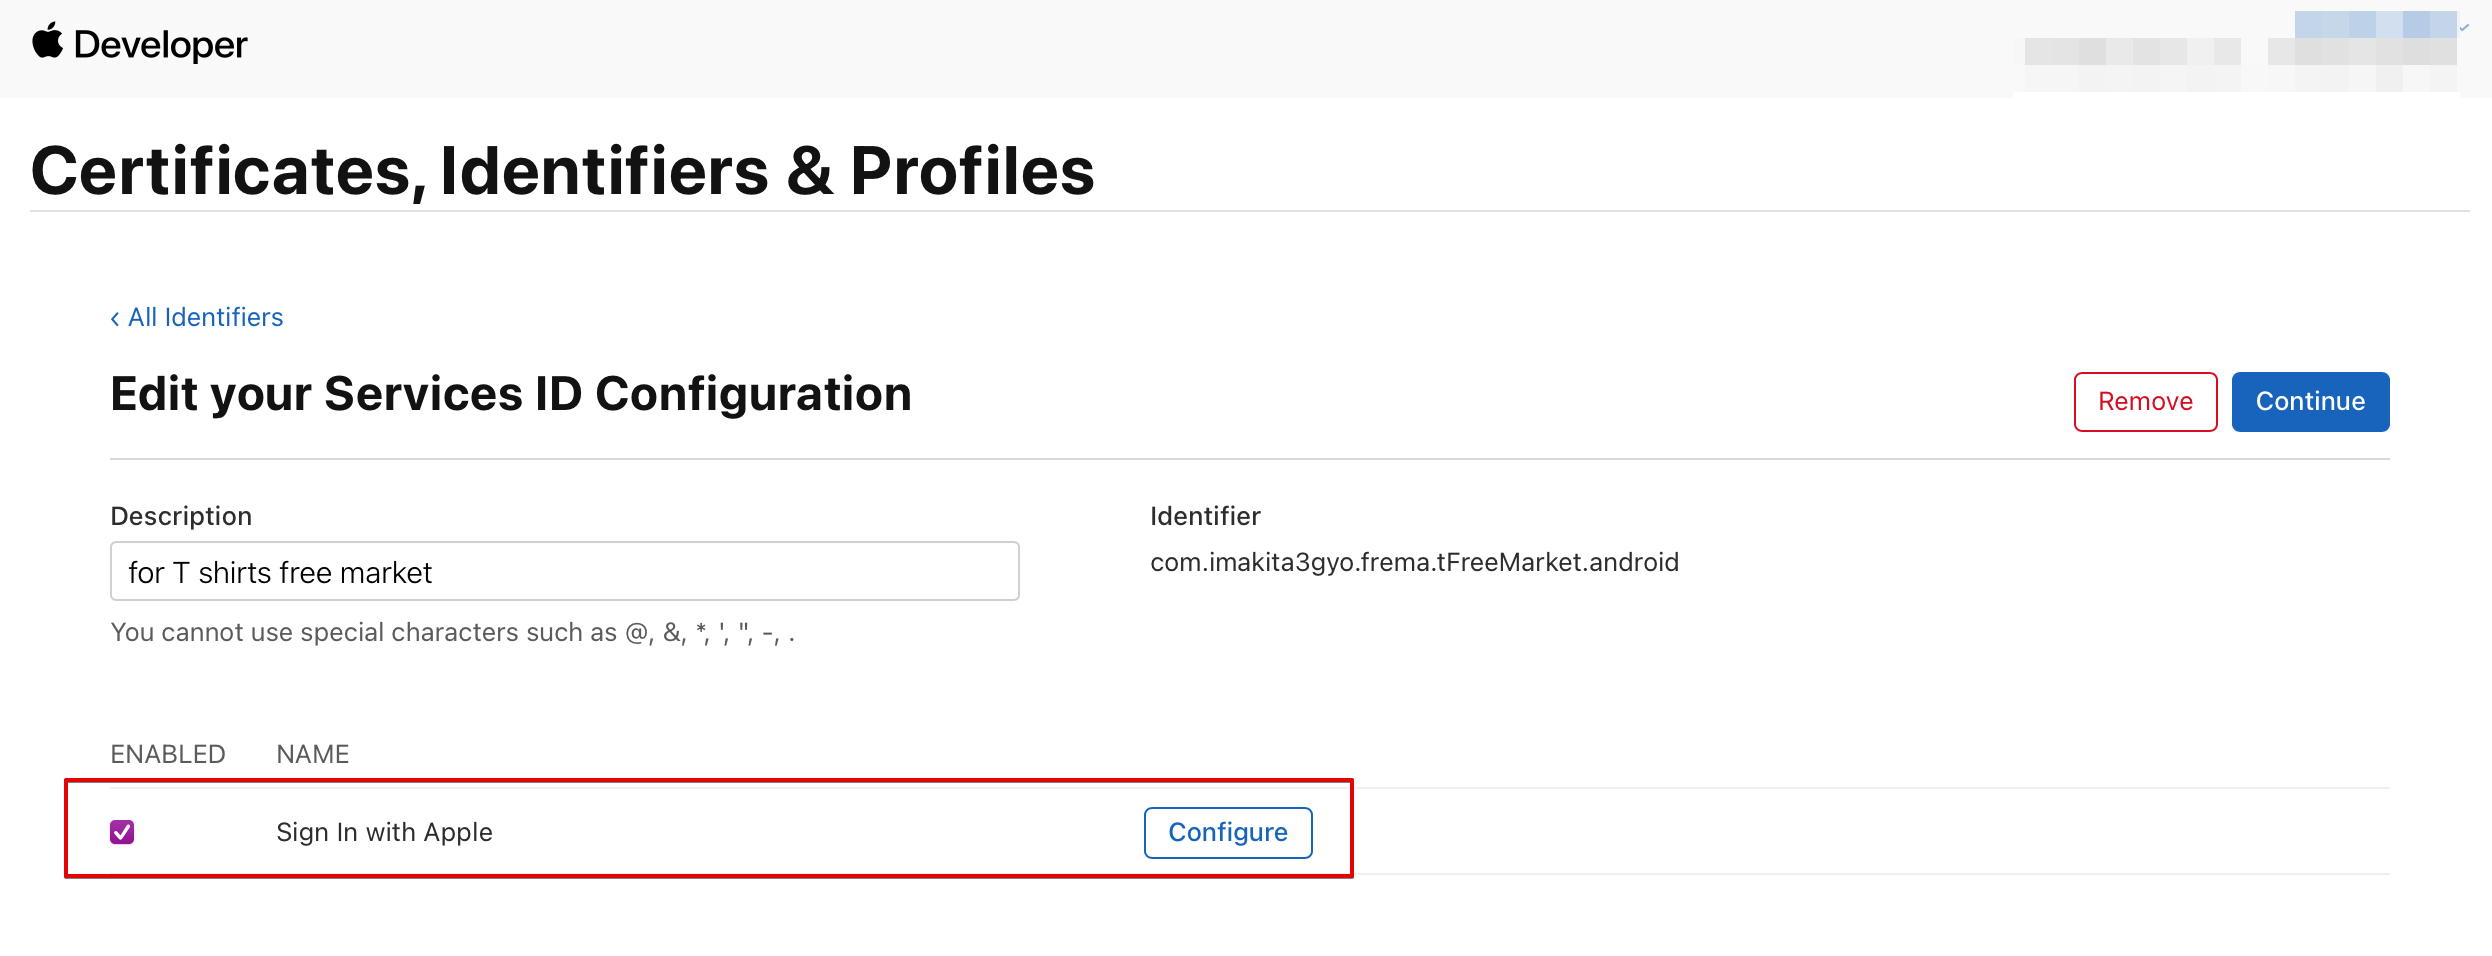 Developer
Certificates, Identifiers & Profiles
‹ All Identifiers
Edit your Services ID Configuration
Remove
Continue
Description
Identifier
for T shirts free market
com.imakita3gyo.frema.tFreeMarket.android
You cannot use special characters such as @, &, *, ', ", -, .
ENABLED NAME
Sign In with Apple
Configure